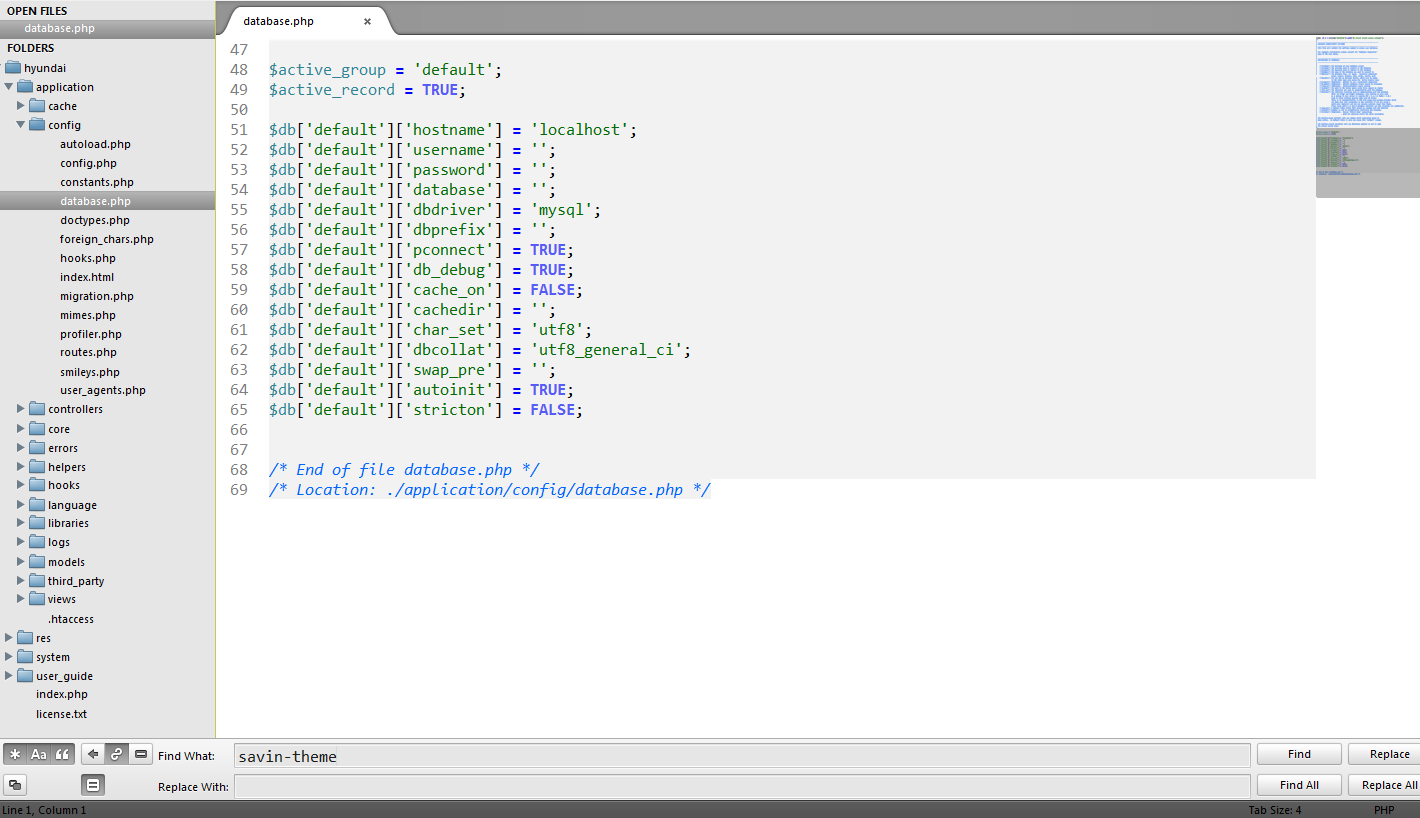 OPEN FILES
database.php
FOLDERS
hyundai
application
cache
config
autoload.php
config.php
constants.php
database.php
doctypes.php
foreign_chars.php
hooks.php
index.html
migration.php
mimes.php
profiler.php
routes.php
smileys.php
user_agents.php
controllers
core
errors
helpers
hooks
language
libraries
logs
models
third_party
views
.htaccess
res
system
user_guide
index.php
license.txt
database.php ×
47
48 $active_group = 'default';
49 $active_record = TRUE;
50
51 $db['default']['hostname'] = 'localhost';
52 $db['default']['username'] = '';
53 $db['default']['password'] = '';
54 $db['default']['database'] = '';
55 $db['default']['dbdriver'] = 'mysql';
56 $db['default']['dbprefix'] = '';
57 $db['default']['pconnect'] = TRUE;
58 $db['default']['db_debug'] = TRUE;
59 $db['default']['cache_on'] = FALSE;
60 $db['default']['cachedir'] = '';
61 $db['default']['char_set'] = 'utf8';
62 $db['default']['dbcollat'] = 'utf8_general_ci';
63 $db['default']['swap_pre'] = '';
64 $db['default']['autoinit'] = TRUE;
65 $db['default']['stricton'] = FALSE;
66
67
68 /* End of file database.php */
69 /* Location: ./application/config/database.php */
Aa Find What: savin-theme Find Replace
Replace With: Find All Replace All
Line 1, Column 1 Tab Size: 4 PHP